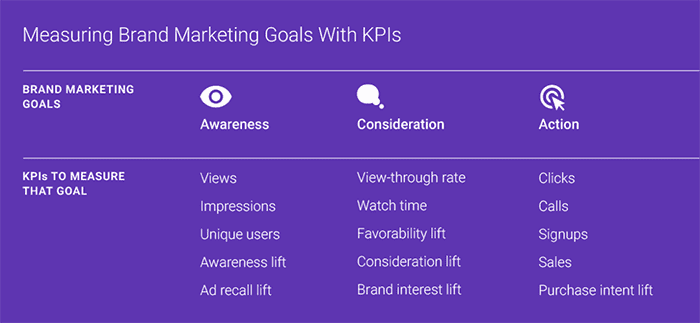 Measuring Brand Marketing Goals With KPIs
BRAND MARKETING
GOALS
Awareness
Consideration
Action
KPIs TO MEASURE
THAT GOAL
Views
View-through rate
Clicks
Impressions
Watch time
Calls
Unique users
Favorability lift
Signups
Awareness lift
Consideration lift
Sales
Ad recall lift
Brand interest lift
Purchase intent lift